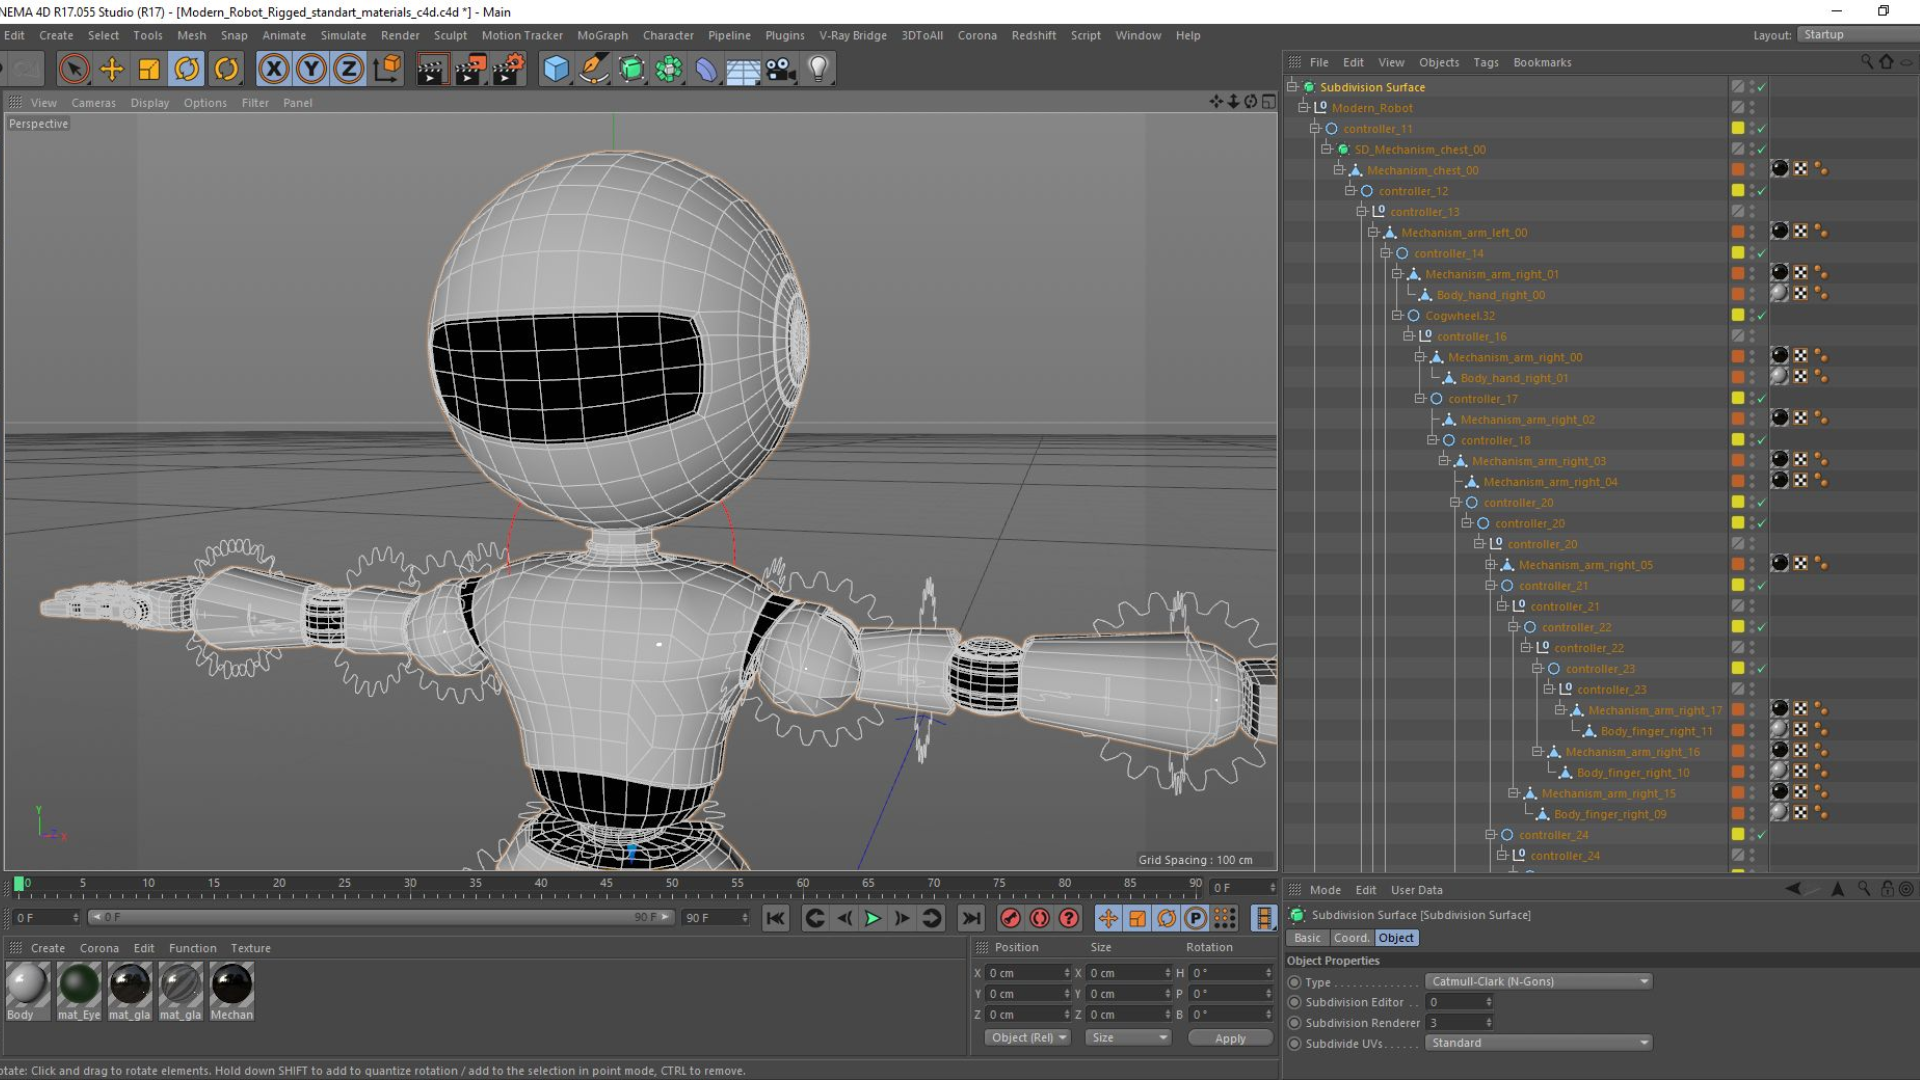 NEMA 4D R17.055 Studio (R17) - [Modern_Robot_Rigged_standart_materials_c4d.c4d *] - Main
Edit Create Select Tools Mesh Snap Animate Simulate Render Sculpt Motion Tracker MoGraph Character Pipeline Plugins V-Ray Bridge 3DToAll Corona Redshift Script Window Help
Layout: Startup
X Y Z
View Cameras Display Options Filter Panel
Perspective
Y
X
Grid Spacing : 100 cm
0 5 10 15 20 25 30 35 40 45 50 55 60 65 70 75 80 85 90
0 F
0 F 0 F 90 F 90 F
P
Create Corona Edit Function Texture
Body mat_Eye mat_gla mat_gla Mechan
Position Size Rotation
X 0 cm X 0 cm H 0 °
Y 0 cm Y 0 cm P 0 °
Z 0 cm Z 0 cm B 0 °
Object (Rel) Size Apply
otate: Click and drag to rotate elements. Hold down SHIFT to add to quantize rotation / add to the selection in point mode, CTRL to remove.
File Edit View Objects Tags Bookmarks
Subdivision Surface
Modern_Robot
controller_11
SD_Mechanism_chest_00
Mechanism_chest_00
controller_12
controller_13
Mechanism_arm_left_00
controller_14
Mechanism_arm_right_01
Body_hand_right_00
Cogwheel.32
controller_16
Mechanism_arm_right_00
Body_hand_right_01
controller_17
Mechanism_arm_right_02
controller_18
Mechanism_arm_right_03
Mechanism_arm_right_04
controller_20
controller_20
controller_20
Mechanism_arm_right_05
controller_21
controller_21
controller_22
controller_22
controller_23
controller_23
Mechanism_arm_right_17
Body_finger_right_11
Mechanism_arm_right_16
Body_finger_right_10
Mechanism_arm_right_15
Body_finger_right_09
controller_24
controller_24
Mode Edit User Data
Subdivision Surface [Subdivision Surface]
Basic Coord. Object
Object Properties
Type . . . . . . . . . . . . . Catmull-Clark (N-Gons)
Subdivision Editor . . 0
Subdivision Renderer 3
Subdivide UVs . . . . . . Standard